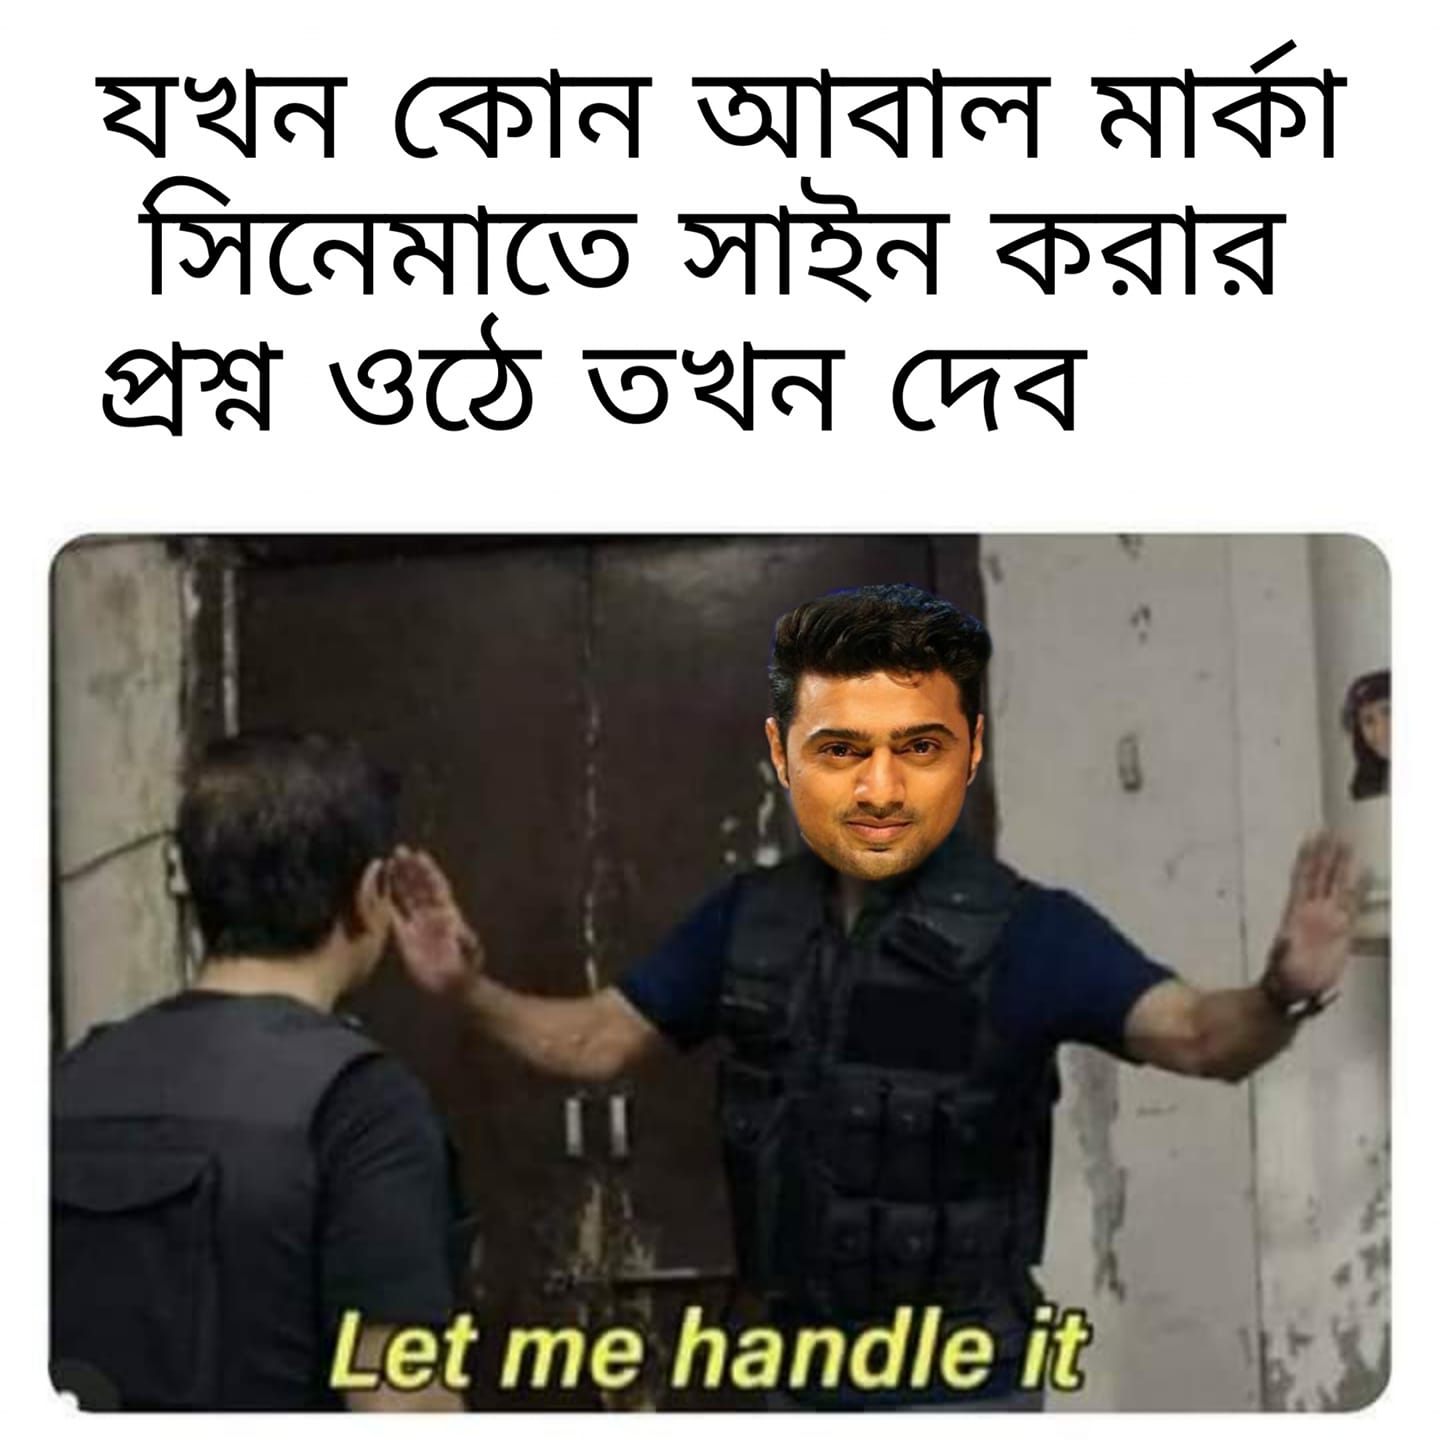 যখন কোন আবাল মার্কা
সিনেমাতে সাইন করার
প্রশ্ন ওঠে তখন দেব
Let me handle it